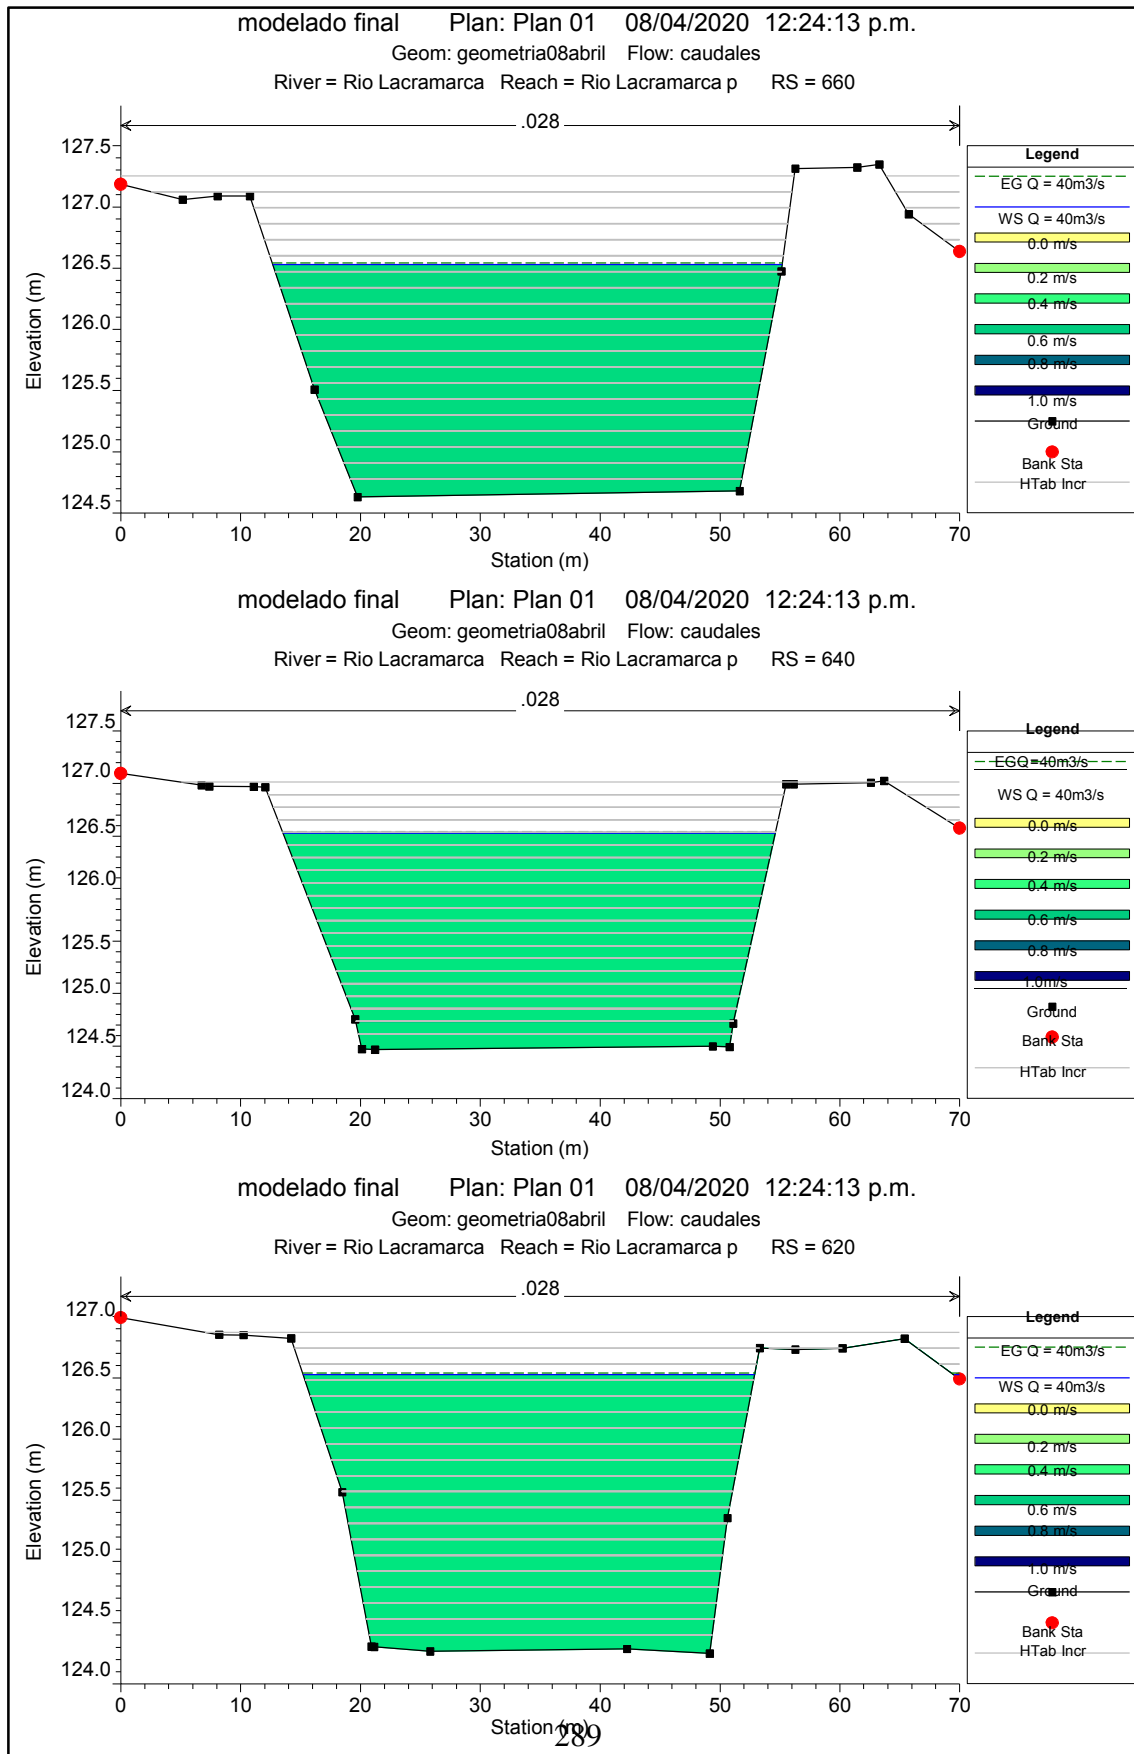 modelado final Plan: Plan 01 08/04/2020 12:24:13 p.m.
Geom: geometria08abril Flow: caudales
River = Rio Lacramarca Reach = Rio Lacramarca p RS = 660
.028
127.5
127.0
126.5
126.0
125.5
125.0
124.5
Elevation (m)
0 10 20 30 40 50 60 70
Station (m)
Legend
EG Q = 40m3/s
WS Q = 40m3/s
0.0 m/s
0.2 m/s
0.4 m/s
0.6 m/s
0.8 m/s
1.0 m/s
Ground
Bank Sta
HTab Incr
modelado final Plan: Plan 01 08/04/2020 12:24:13 p.m.
Geom: geometria08abril Flow: caudales
River = Rio Lacramarca Reach = Rio Lacramarca p RS = 640
.028
127.5
127.0
126.5
126.0
125.5
125.0
124.5
124.0
Elevation (m)
0 10 20 30 40 50 60 70
Station (m)
Legend
EGQ=40m3/s
WS Q = 40m3/s
0.0 m/s
0.2 m/s
0.4 m/s
0.6 m/s
0.8 m/s
1.0m/s
Ground
Bank Sta
HTab Incr
modelado final Plan: Plan 01 08/04/2020 12:24:13 p.m.
Geom: geometria08abril Flow: caudales
River = Rio Lacramarca Reach = Rio Lacramarca p RS = 620
.028
127.0
126.5
126.0
125.5
125.0
124.5
124.0
Elevation (m)
0 10 20 30 40 50 60 70
Station (m)
Legend
EG Q = 40m3/s
WS Q = 40m3/s
0.0 m/s
0.2 m/s
0.4 m/s
0.6 m/s
0.8 m/s
1.0 m/s
Ground
Bank Sta
HTab Incr
289